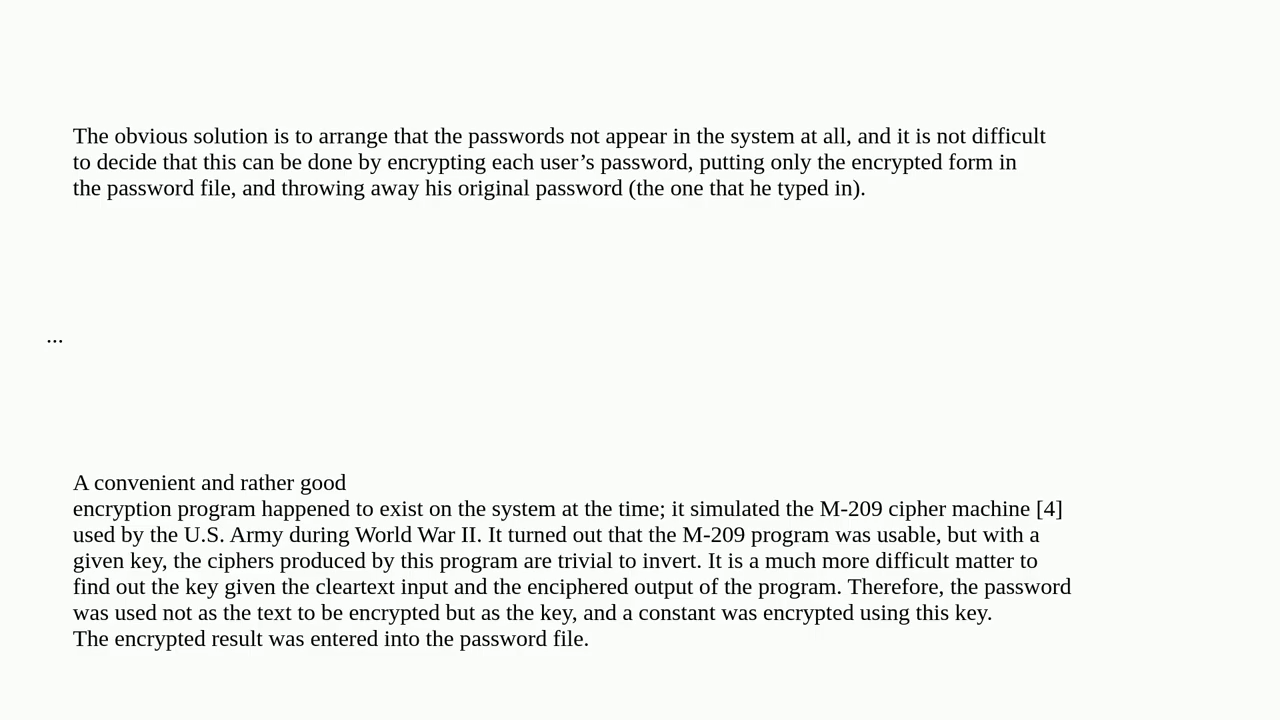 The obvious solution is to arrange that the passwords not appear in the system at all, and it is not difficult
to decide that this can be done by encrypting each user’s password, putting only the encrypted form in
the password file, and throwing away his original password (the one that he typed in).
...
A convenient and rather good
encryption program happened to exist on the system at the time; it simulated the M-209 cipher machine [4]
used by the U.S. Army during World War II. It turned out that the M-209 program was usable, but with a
given key, the ciphers produced by this program are trivial to invert. It is a much more difficult matter to
find out the key given the cleartext input and the enciphered output of the program. Therefore, the password
was used not as the text to be encrypted but as the key, and a constant was encrypted using this key.
The encrypted result was entered into the password file.